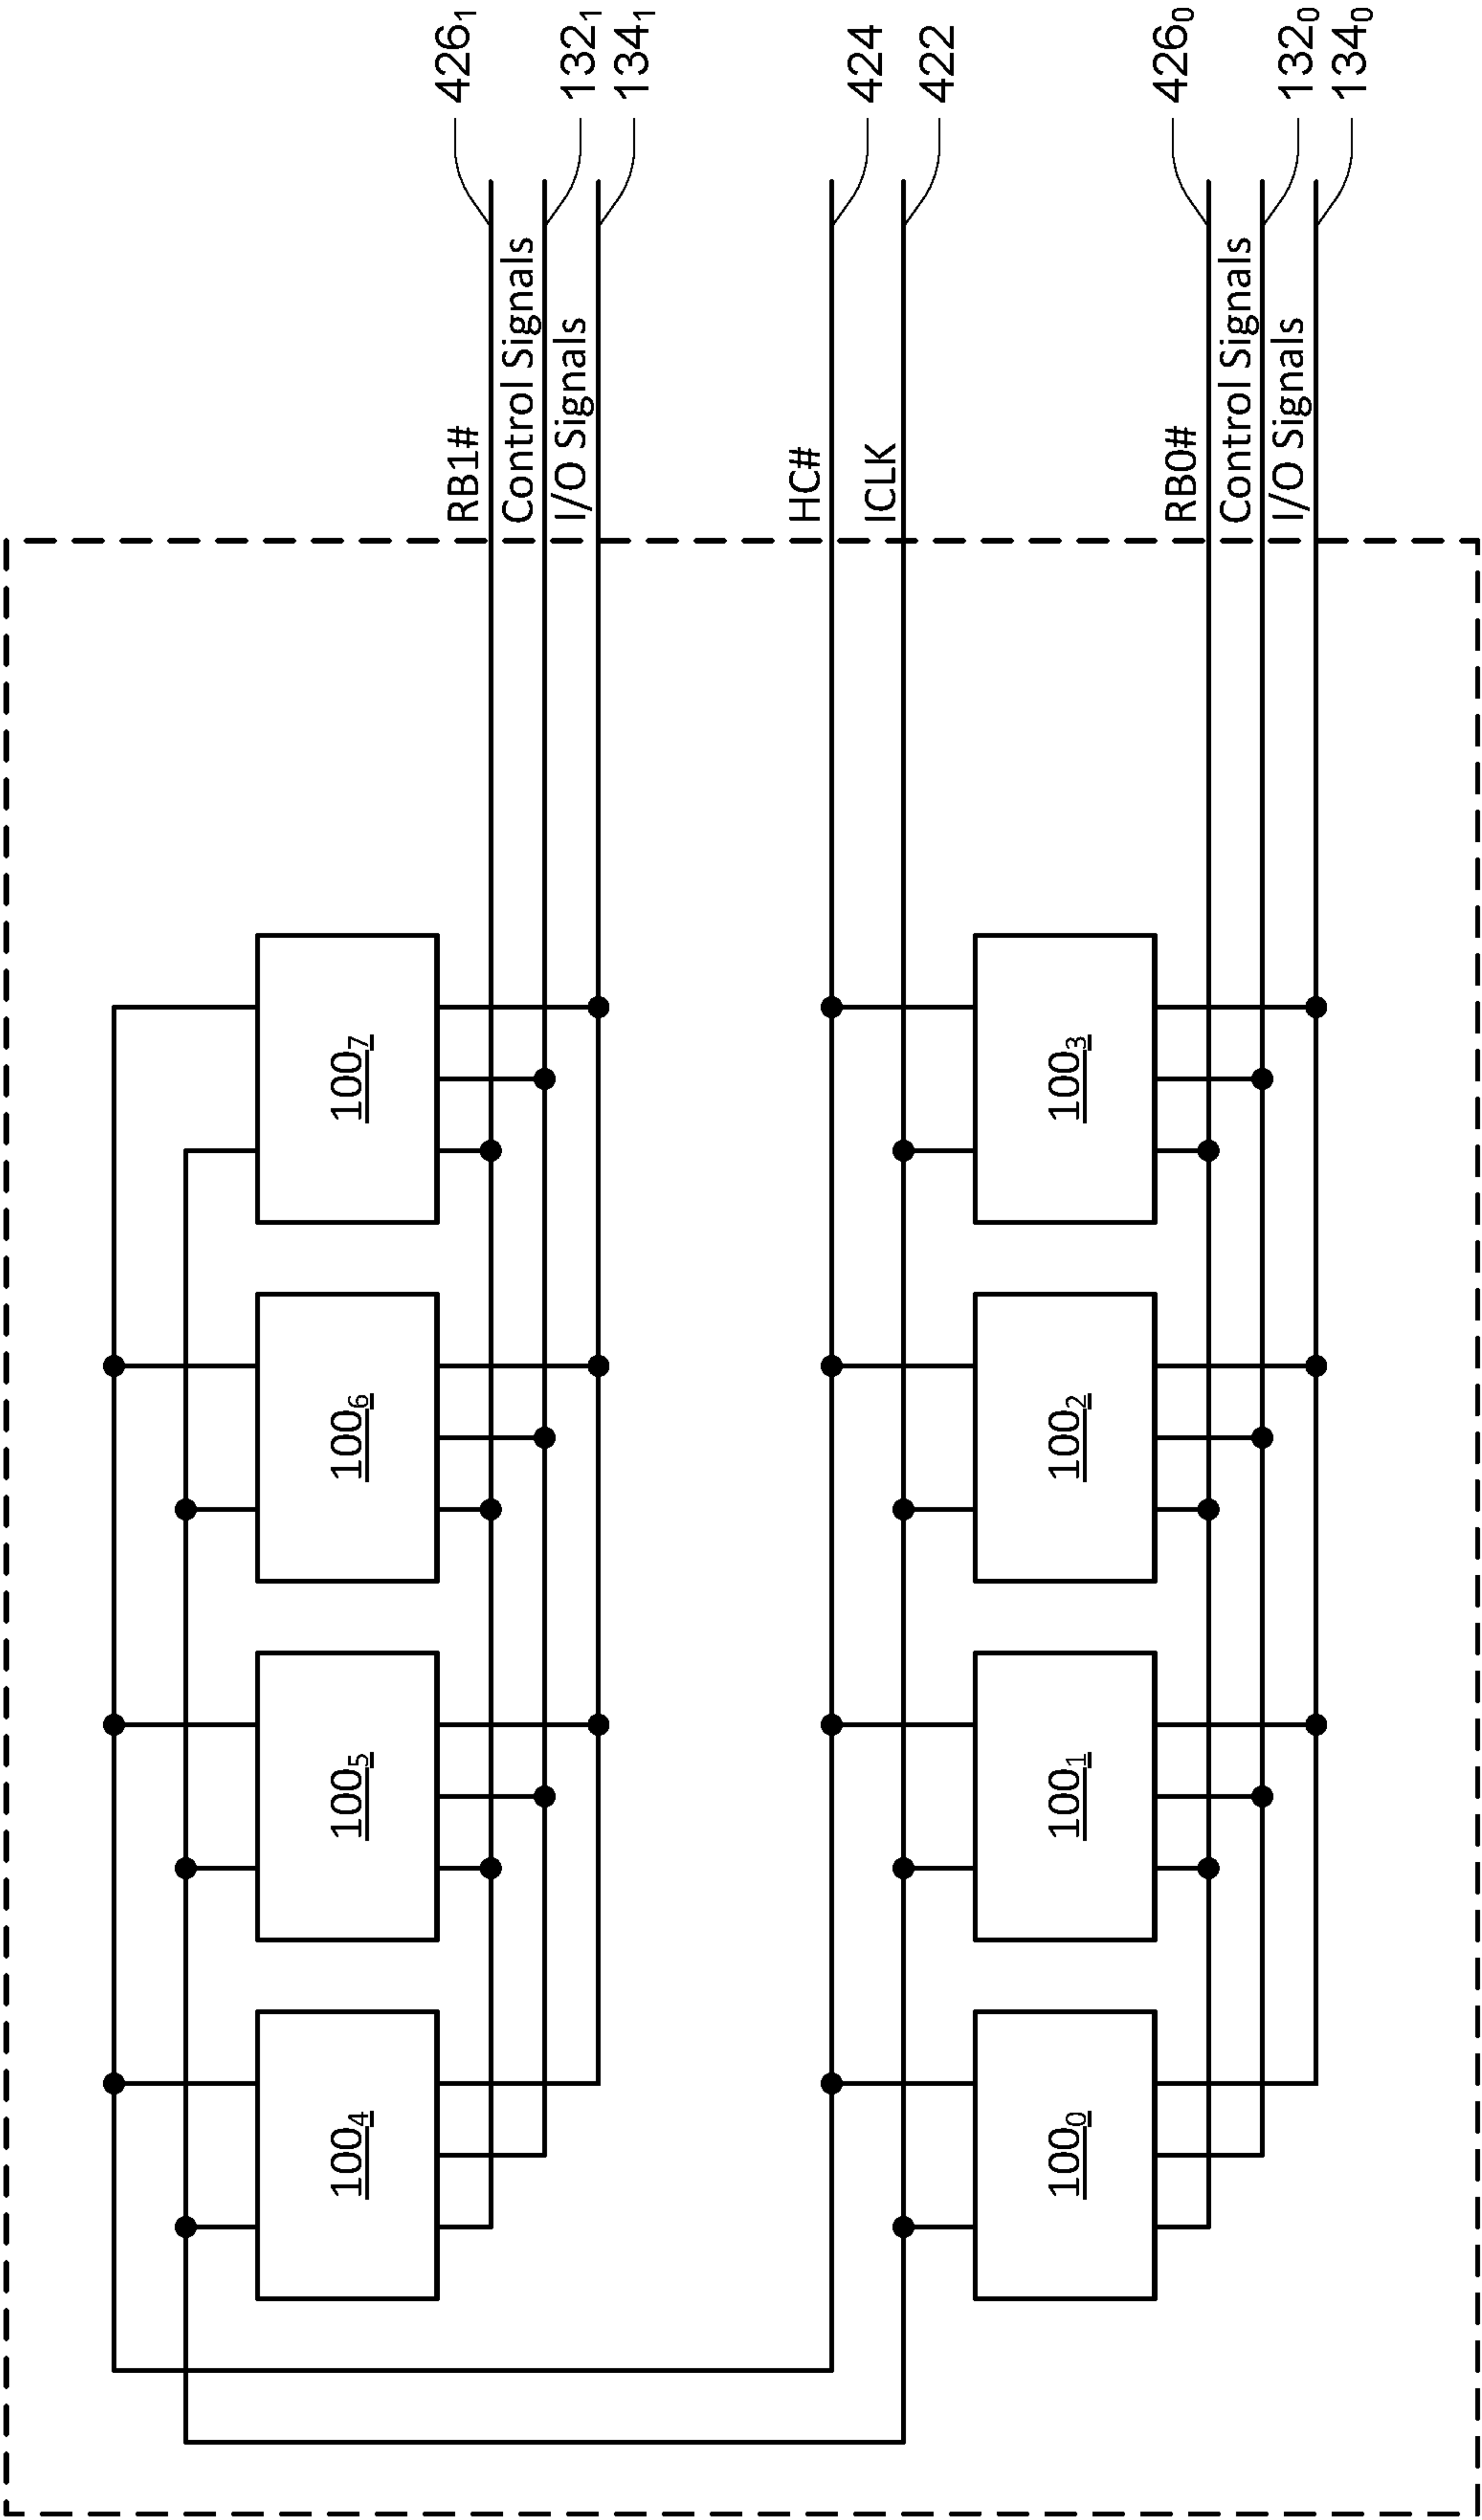 426₁
132₁
134₁
424
422
426₀
132₀
134₀
RB1#
Control Signals
I/O Signals
HC#
ICLK
RB0#
Control Signals
I/O Signals
100₇
100₃
100₆
100₂
100₅
100₁
100₄
100₀